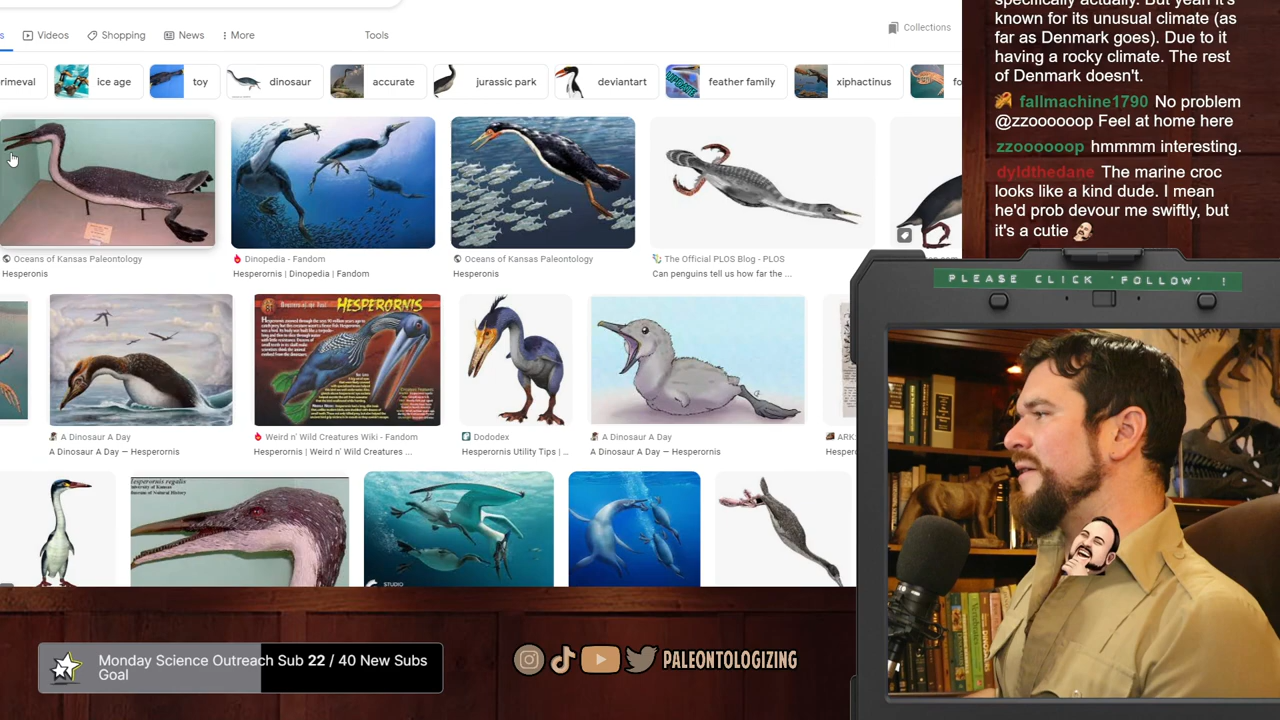 s Videos Shopping News More Tools
Collections
rimeval ice age toy dinosaur accurate jurassic park deviantart feather family xiphactinus fo
Oceans of Kansas Paleontology
Hesperonis
Dinopedia - Fandom
Hesperornis | Dinopedia | Fandom
Oceans of Kansas Paleontology
Hesperonis
The Official PLOS Blog - PLOS
Can penguins tell us how far the ...
HESPERORNIS
A Dinosaur A Day
A Dinosaur A Day — Hesperornis
Weird n' Wild Creatures Wiki - Fandom
Hesperornis | Weird n' Wild Creatures ...
Dododex
Hesperornis Utility Tips | ...
A Dinosaur A Day
A Dinosaur A Day — Hesperornis
ARK:
Hesper
specifically actually. But yeah it's
known for its unusual climate (as
far as Denmark goes). Due to it
having a rocky climate. The rest
of Denmark doesn't.
fallmachine1790 No problem
@zzoooooop Feel at home here
zzoooooop hmmmm interesting.
dyldthedane The marine croc
looks like a kind dude. I mean
he'd prob devour me swiftly, but
it's a cutie
PLEASE CLICK 'FOLLOW' !
STUDIO
Monday Science Outreach Sub 22 / 40 New Subs
Goal
PALEONTOLOGIZING